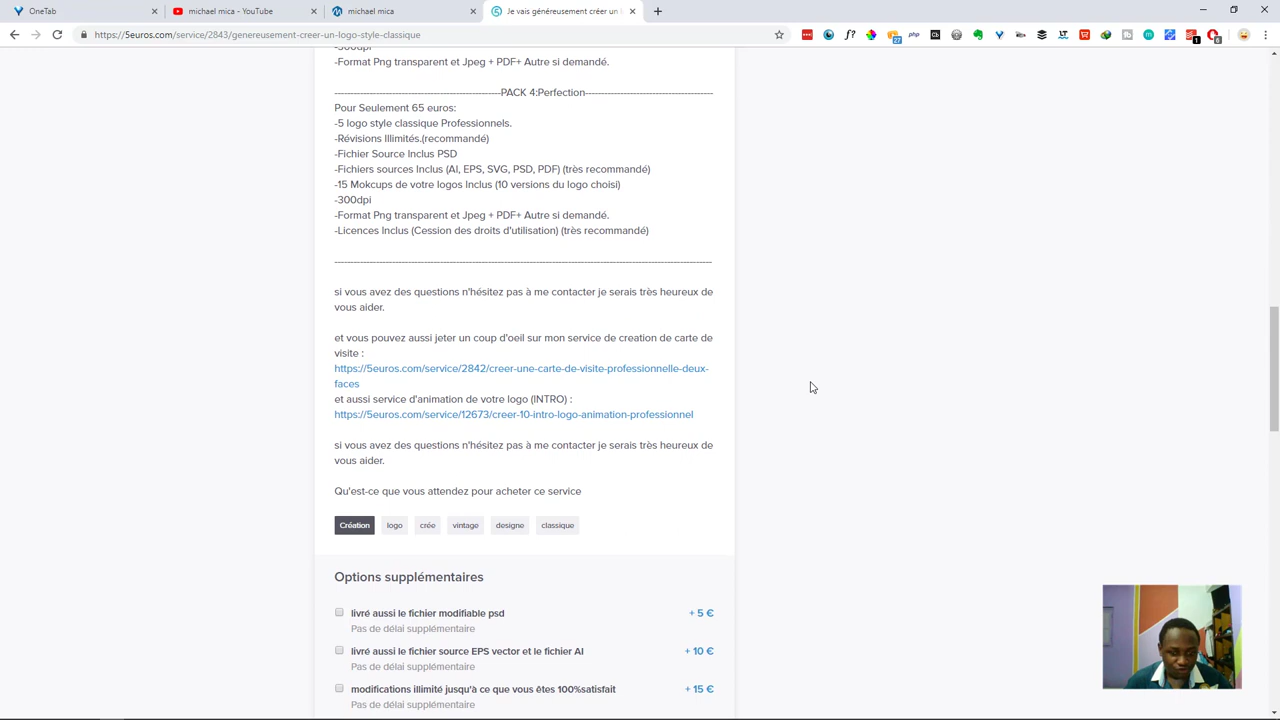 OneTab
michael mica - YouTube
michael mica
Je vais généreusement créer un
https://5euros.com/service/2843/genereusement-creer-un-logo-style-classique
-300dpi
-Format Png transparent et Jpeg + PDF+ Autre si demandé.
-------------------------------------------------PACK 4:Perfection--------------------------------------
Pour Seulement 65 euros:
-5 logo style classique Professionnels.
-Révisions Illimités.(recommandé)
-Fichier Source Inclus PSD
-Fichiers sources Inclus (AI, EPS, SVG, PSD, PDF) (très recommandé)
-15 Mokcups de votre logos Inclus (10 versions du logo choisi)
-300dpi
-Format Png transparent et Jpeg + PDF+ Autre si demandé.
-Licences Inclus (Cession des droits d'utilisation) (très recommandé)
----------------------------------------------------------------------------------------------------------------
si vous avez des questions n'hésitez pas à me contacter je serais très heureux de
vous aider.
et vous pouvez aussi jeter un coup d'oeil sur mon service de creation de carte de
visite :
https://5euros.com/service/2842/creer-une-carte-de-visite-professionnelle-deux-
faces
et aussi service d'animation de votre logo (INTRO) :
https://5euros.com/service/12673/creer-10-intro-logo-animation-professionnel
si vous avez des questions n'hésitez pas à me contacter je serais très heureux de
vous aider.
Qu'est-ce que vous attendez pour acheter ce service
Création logo crée vintage designe classique
Options supplémentaires
livré aussi le fichier modifiable psd + 5 €
Pas de délai supplémentaire
livré aussi le fichier source EPS vector et le fichier AI + 10 €
Pas de délai supplémentaire
modifications illimité jusqu'à ce que vous êtes 100%satisfait + 15 €
Pas de délai supplémentaire